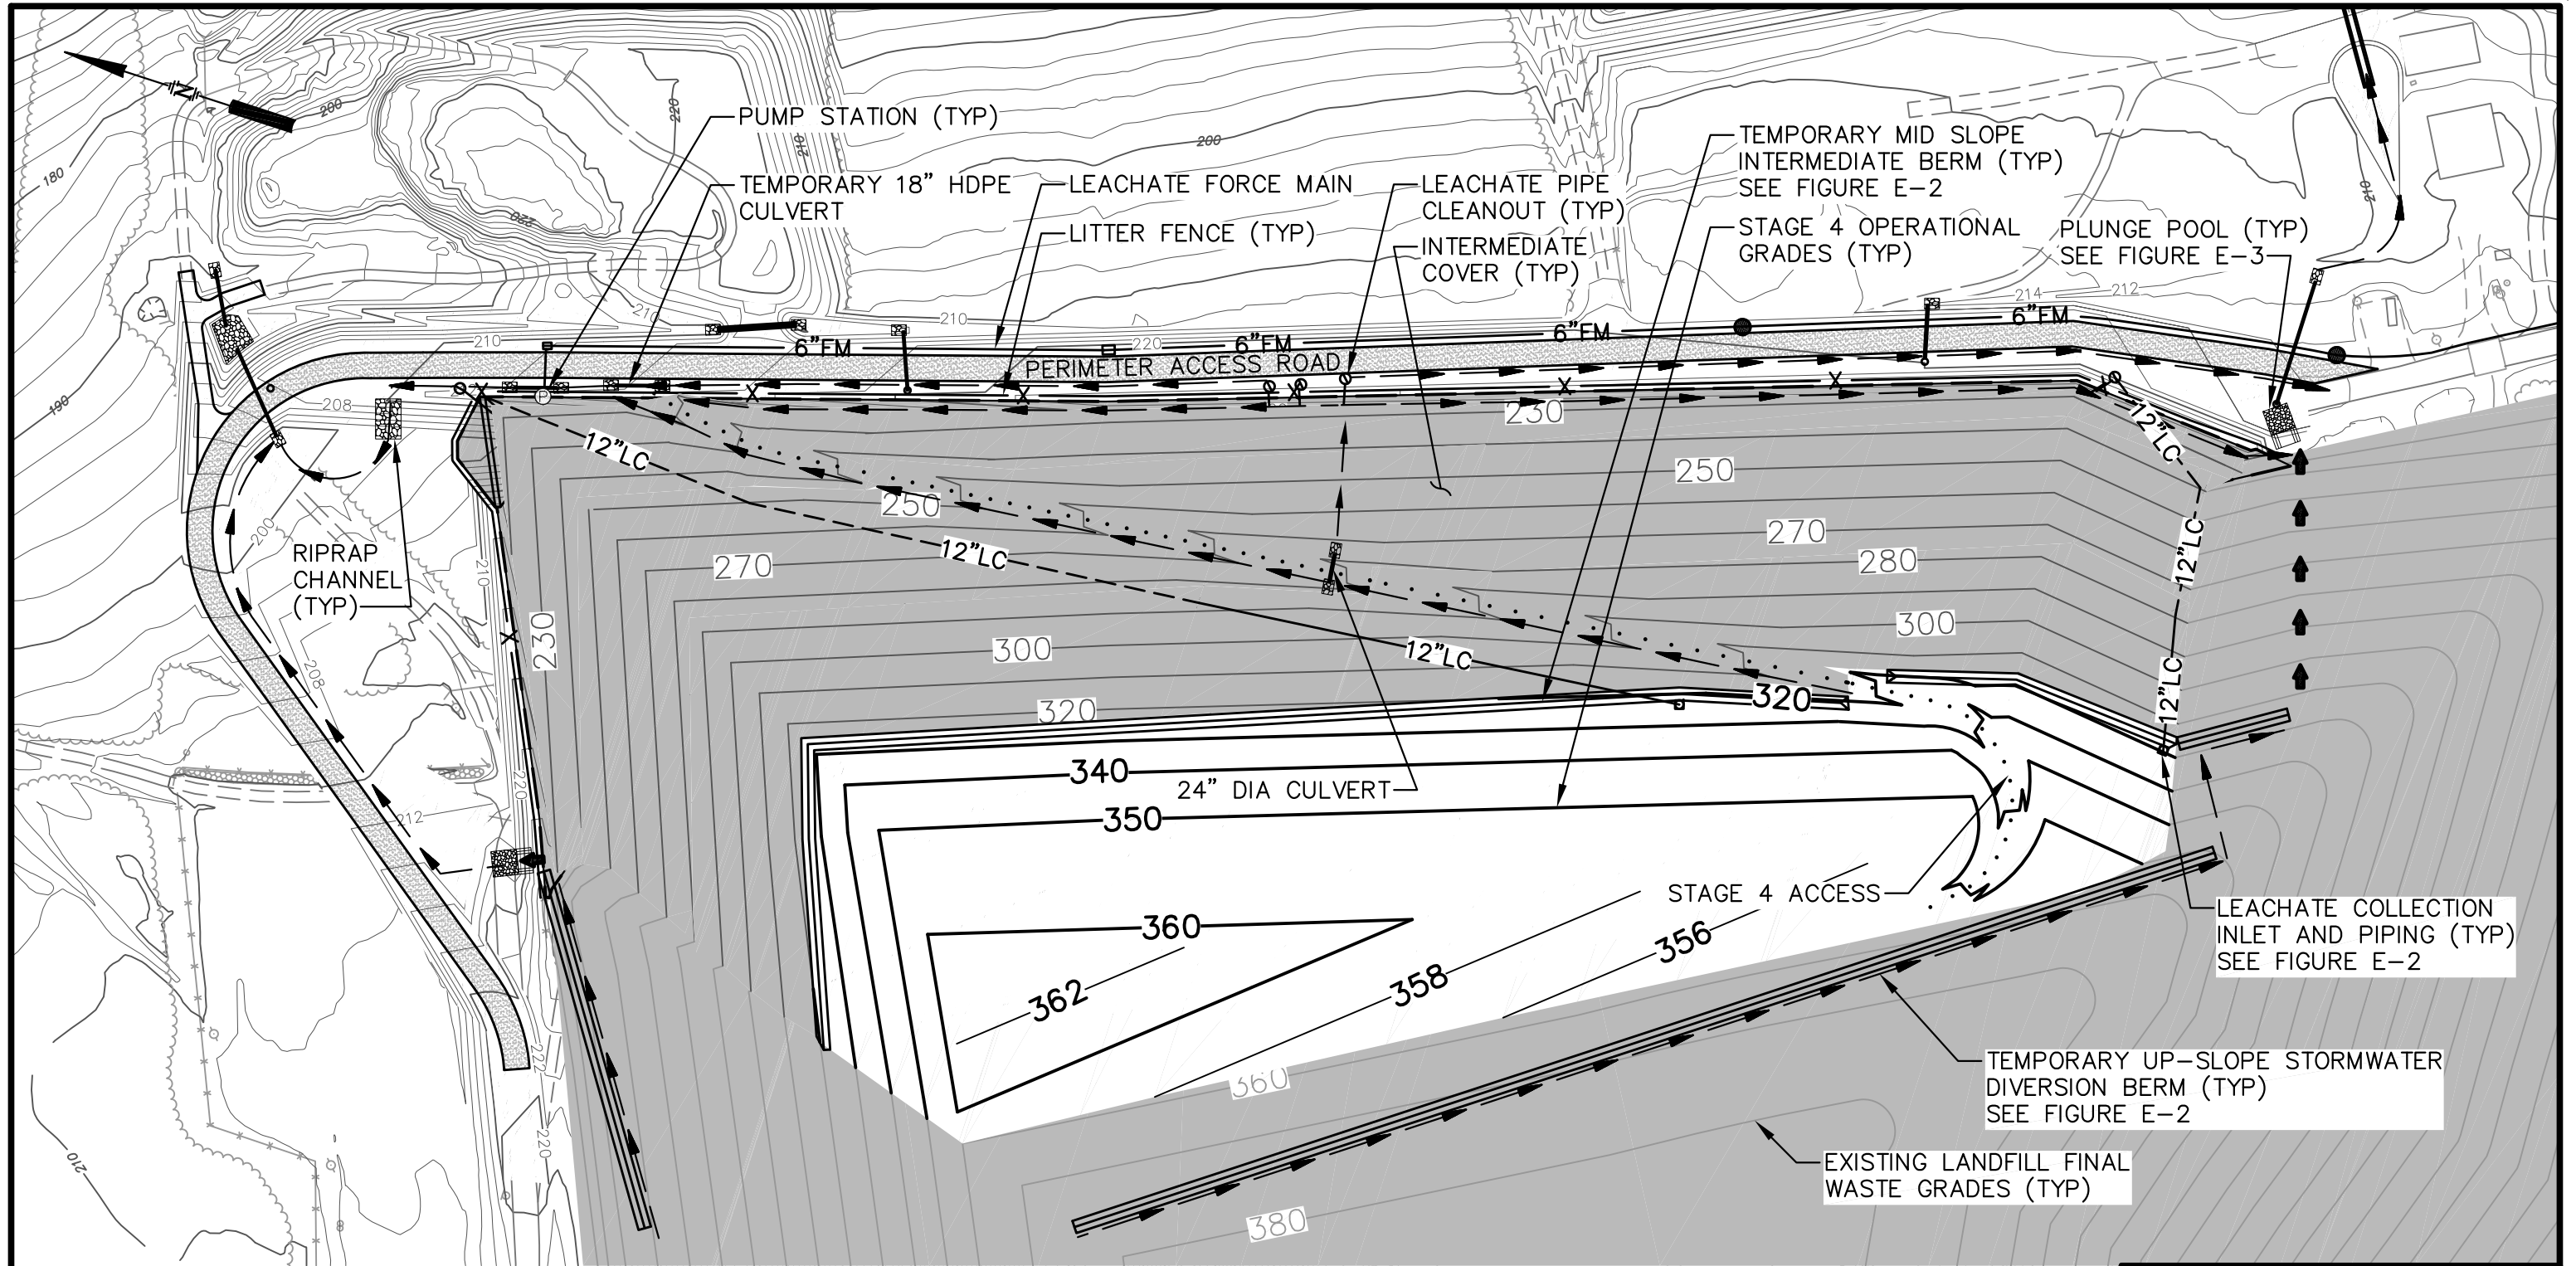 N
180
190
200
220
220
210
200
210
PUMP STATION (TYP)
TEMPORARY 18" HDPE
CULVERT
LEACHATE FORCE MAIN
LITTER FENCE (TYP)
LEACHATE PIPE
CLEANOUT (TYP)
INTERMEDIATE
COVER (TYP)
TEMPORARY MID SLOPE
INTERMEDIATE BERM (TYP)
SEE FIGURE E-2
STAGE 4 OPERATIONAL
GRADES (TYP)
PLUNGE POOL (TYP)
SEE FIGURE E-3
214
212
210
210
210
220
6"FM
6"FM
6"FM
6"FM
PERIMETER ACCESS ROAD
P
208
200
208
212
RIPRAP
CHANNEL
(TYP)
210
220
222
220
210
12"LC
12"LC
12"LC
12"LC
12"LC
12"LC
230
230
250
250
270
270
280
300
300
320
320
340
350
360
362
358
356
360
380
24" DIA CULVERT
STAGE 4 ACCESS
LEACHATE COLLECTION
INLET AND PIPING (TYP)
SEE FIGURE E-2
TEMPORARY UP-SLOPE STORMWATER
DIVERSION BERM (TYP)
SEE FIGURE E-2
EXISTING LANDFILL FINAL
WASTE GRADES (TYP)